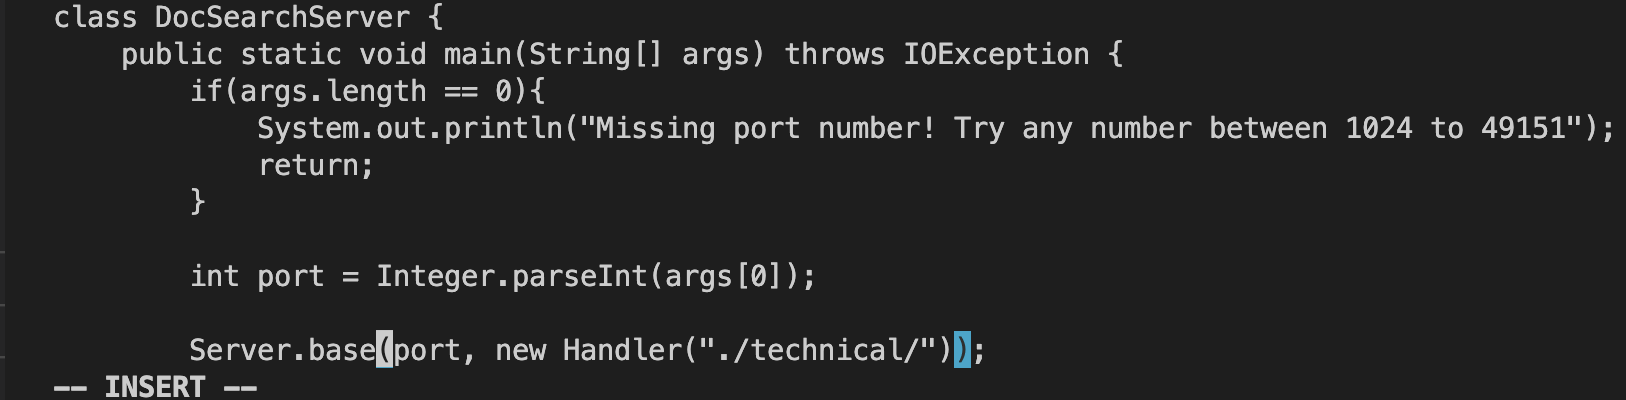 class DocSearchServer {
    public static void main(String[] args) throws IOException {
        if(args.length == 0){
            System.out.println("Missing port number! Try any number between 1024 to 49151");
            return;
        }

        int port = Integer.parseInt(args[0]);

        Server.base(port, new Handler("./technical/"));
-- INSERT --